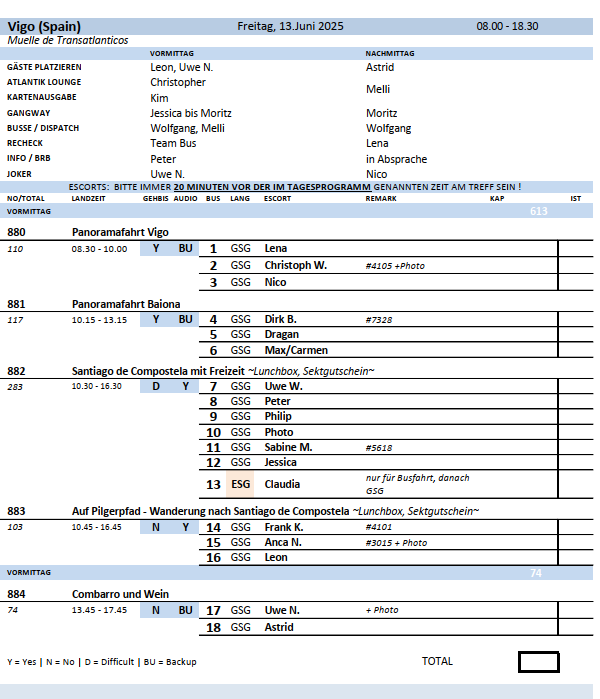 Vigo (Spain) Freitag, 13.Juni 2025 08.00 - 18.30
Muelle de Transatlanticos
VORMITTAG NACHMITTAG
GÄSTE PLATZIEREN Leon, Uwe N. Astrid
ATLANTIK LOUNGE Christopher
Melli
KARTENAUSGABE Kim
GANGWAY Jessica bis Moritz Moritz
BUSSE / DISPATCH Wolfgang, Melli Wolfgang
RECHECK Team Bus Lena
INFO / BRB Peter in Absprache
JOKER Uwe N. Nico
ESCORTS: BITTE IMMER 20 MINUTEN VOR DER IM TAGESPROGRAMM GENANNTEN ZEIT AM TREFF SEIN !
NO/TOTAL LANDZEIT GEHBIS AUDIO BUS LANG ESCORT REMARK KAP IST
VORMITTAG 613
880 Panoramafahrt Vigo
110 08.30 - 10.00 Y BU 1 GSG Lena
2 GSG Christoph W. #4105 +Photo
3 GSG Nico
881 Panoramafahrt Baiona
117 10.15 - 13.15 Y BU 4 GSG Dirk B. #7328
5 GSG Dragan
6 GSG Max/Carmen
882 Santiago de Compostela mit Freizeit ~Lunchbox, Sektgutschein~
283 10.30 - 16.30 D Y 7 GSG Uwe W.
8 GSG Peter
9 GSG Philip
10 GSG Photo
11 GSG Sabine M. #5618
12 GSG Jessica
13 ESG Claudia nur für Busfahrt, danach
GSG
883 Auf Pilgerpfad - Wanderung nach Santiago de Compostela ~Lunchbox, Sektgutschein~
103 10.45 - 16.45 N Y 14 GSG Frank K. #4101
15 GSG Anca N. #3015 + Photo
16 GSG Leon
VORMITTAG 74
884 Combarro und Wein
74 13.45 - 17.45 N BU 17 GSG Uwe N. + Photo
18 GSG Astrid
Y = Yes | N = No | D = Difficult | BU = Backup TOTAL